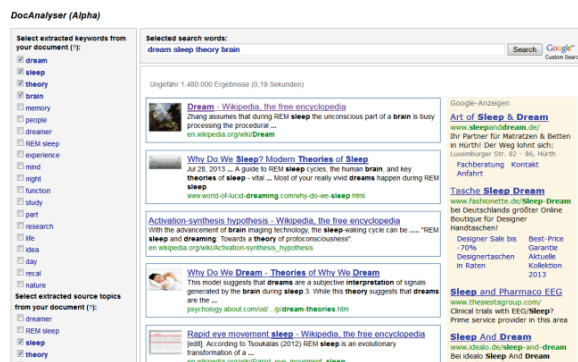 DocAnalyser (Alpha)
Select extracted keywords from
your document (?):
dream
sleep
theory
brain
memory
people
dreamer
REM sleep
experience
mind
night
function
study
part
research
life
idea
day
recal
nature
Select extracted source topics
from your document (?):
dreamer
REM sleep
sleep
theory
Selected search words:
dream sleep theory brain
Search
Google™
Custom Sear
Ungefähr 1.480.000 Ergebnisse (0,19 Sekunden)
Dream - Wikipedia, the free encyclopedia
Zhang assumes that during REM sleep the unconscious part of a brain is busy
processing the procedural ...
en.wikipedia.org/wiki/Dream
Why Do We Sleep? Modern Theories of Sleep
Jul 28, 2013 ... A guide to REM sleep cycles, the human brain, and key
theories of sleep - vital ... Most of your really vivid dreams happen during REM
sleep
www.world-of-lucid-dreaming.com/why-do-we-sleep.html
Activation-synthesis hypothesis - Wikipedia, the free encyclopedia
With the advancement of brain imaging technology, the sleep-waking cycle can be ..... "REM
sleep and dreaming: Towards a theory of protoconsciousness".
en.wikipedia.org/wiki/Activation-synthesis_hypothesis
Why Do We Dream - Theories of Why We Dream
This model suggests that dreams are a subjective interpretation of signals
generated by the brain during sleep.3. While this theory suggests that dreams
are the ...
psychology.about.com/od/.../p/dream-theories.htm
Rapid eye movement sleep - Wikipedia, the free encyclopedia
[edit]. According to Tsoukalas (2012) REM sleep is an evolutionary
transformation of a ...
en.wikipedia.org/wiki/Rapid_eye_movement_sleep
Google-Anzeigen
Art of Sleep & Dream
www.sleepanddream.de/
Ihr Partner für Matratzen & Betten
in Hürth! Der Weg lohnt sich:
Luxemburger Str. 82 - 86, Hürth
Fachberatung Kontakt
Anfahrt
Tasche Sleep Dream
www.fashionette.de/Sleep-Dream
bei Deutschlands größter Online
Boutique für Designer
Handtaschen!
Designer Sale bis -70%
Designertaschen in Raten
Best-Price Garantie
Aktuelle Kollektion 2013
Sleep and Pharmaco EEG
www.thesiestagroup.com/
Clinical trials with EEG/Sleep?
Prime service provider in this area
Sleep And Dream
www.idealo.de/sleep-and-dream
Bei idealo Sleep And Dream